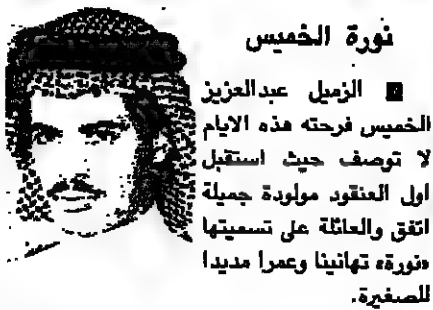 نورة الخميس
■ الزميل عبدالعزيز
الخميس فرحته هذه الايام
لا توصف حيث استقبل
اول العنقود مولودة جميلة
اتفق والعائلة على تسميتها
«نورة» تهانينا وعمرا مديدا
للصغيرة.